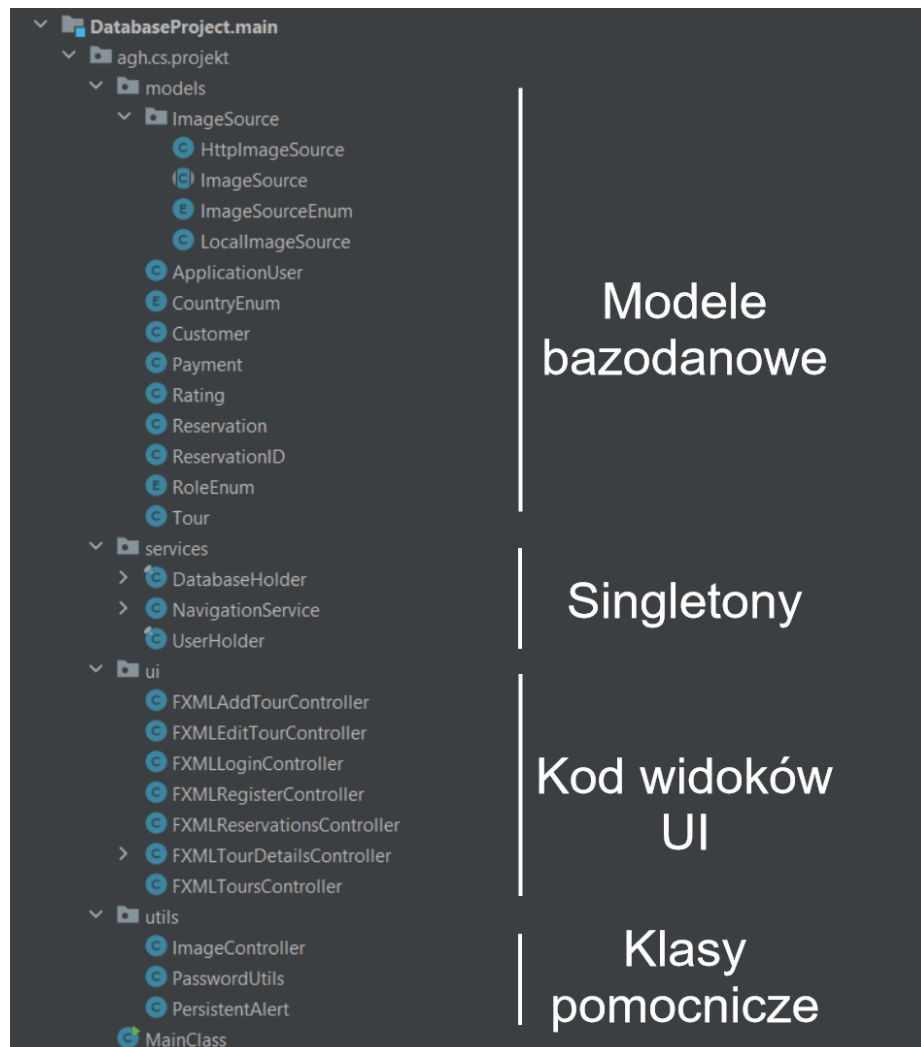 DatabaseProject.main
agh.cs.projekt
models
ImageSource
HttpImageSource
ImageSource
ImageSourceEnum
LocalImageSource
ApplicationUser
CountryEnum
Customer
Payment
Rating
Reservation
ReservationID
RoleEnum
Tour
Modele
bazodanowe
services
DatabaseHolder
NavigationService
UserHolder
Singletony
ui
FXMLAddTourController
FXMLEditTourController
FXMLLoginController
FXMLRegisterController
FXMLReservationsController
FXMLTourDetailsController
FXMLToursController
Kod widoków
UI
utils
ImageController
PasswordUtils
PersistentAlert
Klasy
pomocnicze
MainClass